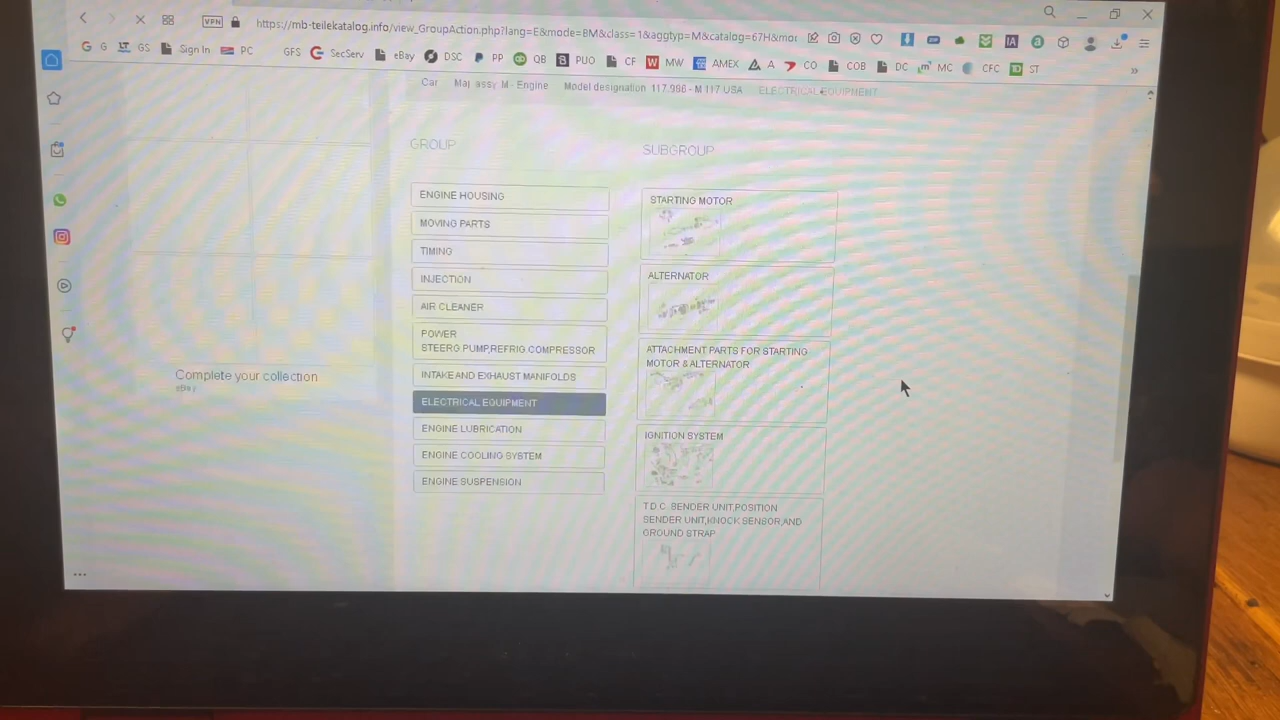 VPN
https://mb-teilekatalog.info/view_GroupAction.php?lang=E&mode=BM&class=1&aggtyp=M&catalog=67H&mo
G G GS Sign In PC GFS SecServ eBay DSC PP QB PUO CF MW AMEX A CO COB DC MC CFC ST
Car
M - Engine
Model designation 117.986 - M 117 USA
ELECTRICAL EQUIPMENT
GROUP
ENGINE HOUSING
MOVING PARTS
TIMING
INJECTION
AIR CLEANER
POWER
STEERG.PUMP,REFRIG.COMPRESSOR
INTAKE AND EXHAUST MANIFOLDS
ELECTRICAL EQUIPMENT
ENGINE LUBRICATION
ENGINE COOLING SYSTEM
ENGINE SUSPENSION
SUBGROUP
STARTING MOTOR
ALTERNATOR
ATTACHMENT PARTS FOR STARTING
MOTOR & ALTERNATOR
IGNITION SYSTEM
T.D.C. SENDER UNIT,POSITION
SENDER UNIT,KNOCK SENSOR,AND
GROUND STRAP
Complete your collection
eBay